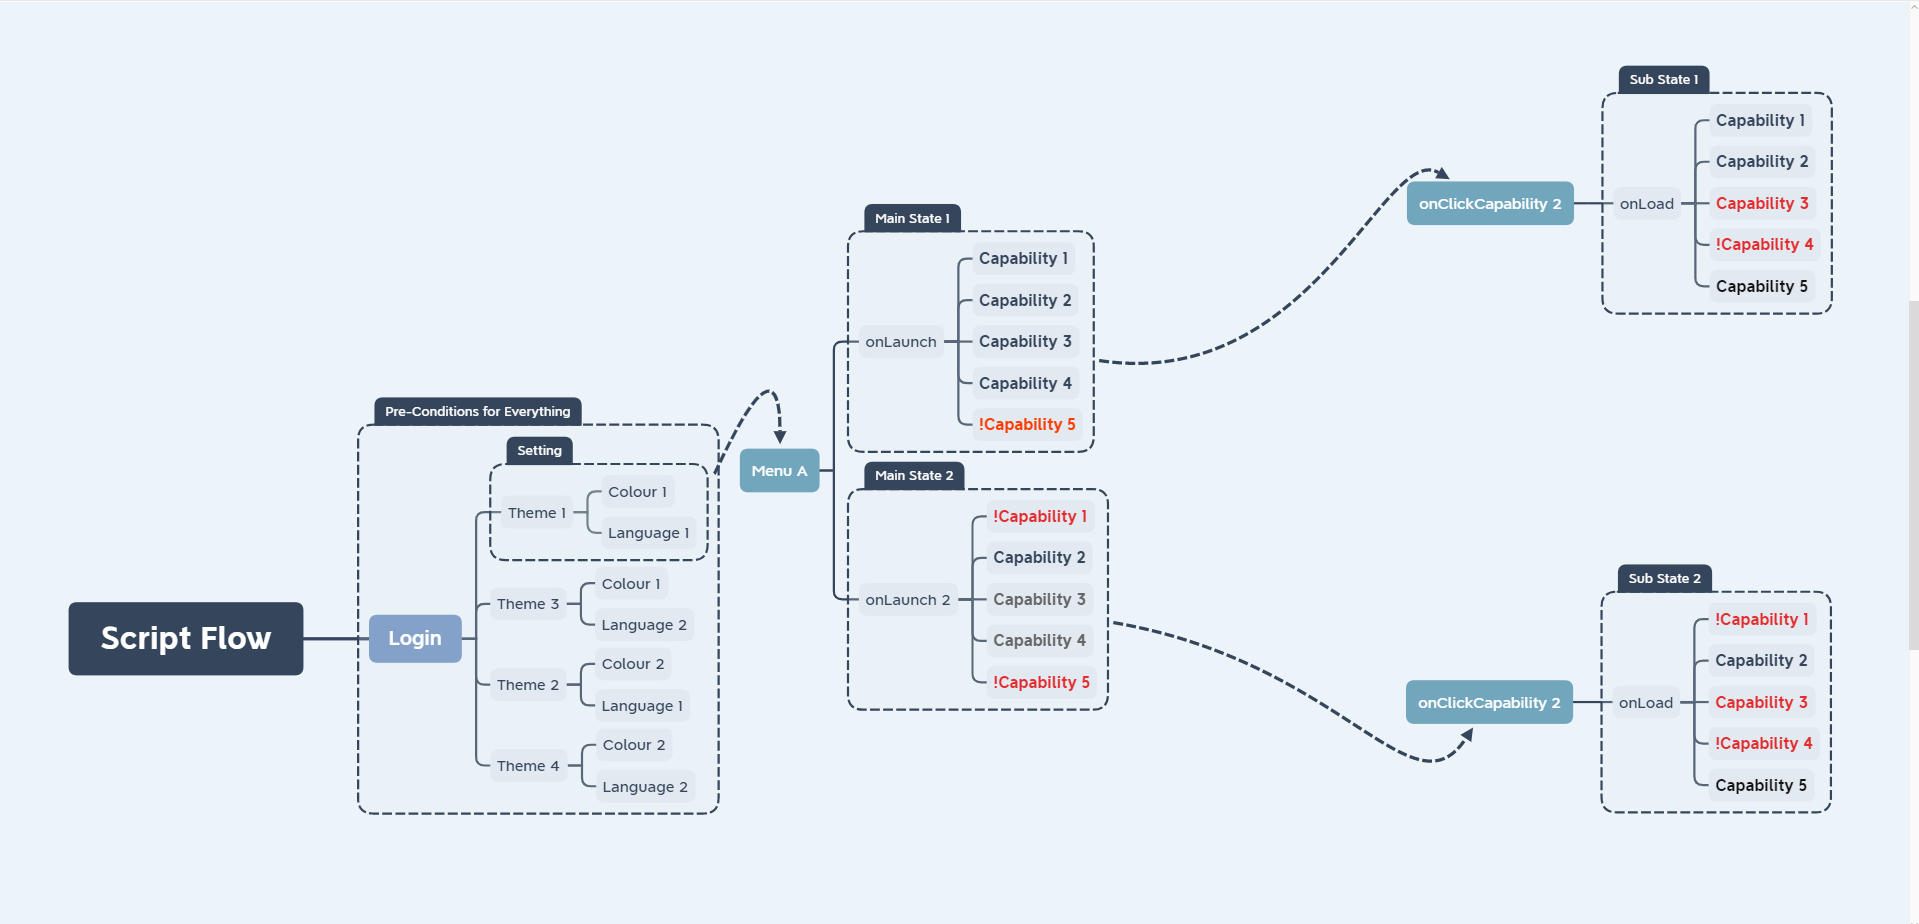 Script Flow
Pre-Conditions for Everything
Login
Setting
Theme 1
Colour 1
Language 1
Theme 3
Colour 1
Language 2
Theme 2
Colour 2
Language 1
Theme 4
Colour 2
Language 2
Menu A
Main State 1
onLaunch
Capability 1
Capability 2
Capability 3
Capability 4
!Capability 5
Main State 2
onLaunch 2
!Capability 1
Capability 2
Capability 3
Capability 4
!Capability 5
onClickCapability 2
Sub State 1
onLoad
Capability 1
Capability 2
Capability 3
!Capability 4
Capability 5
onClickCapability 2
Sub State 2
onLoad
!Capability 1
Capability 2
Capability 3
!Capability 4
Capability 5